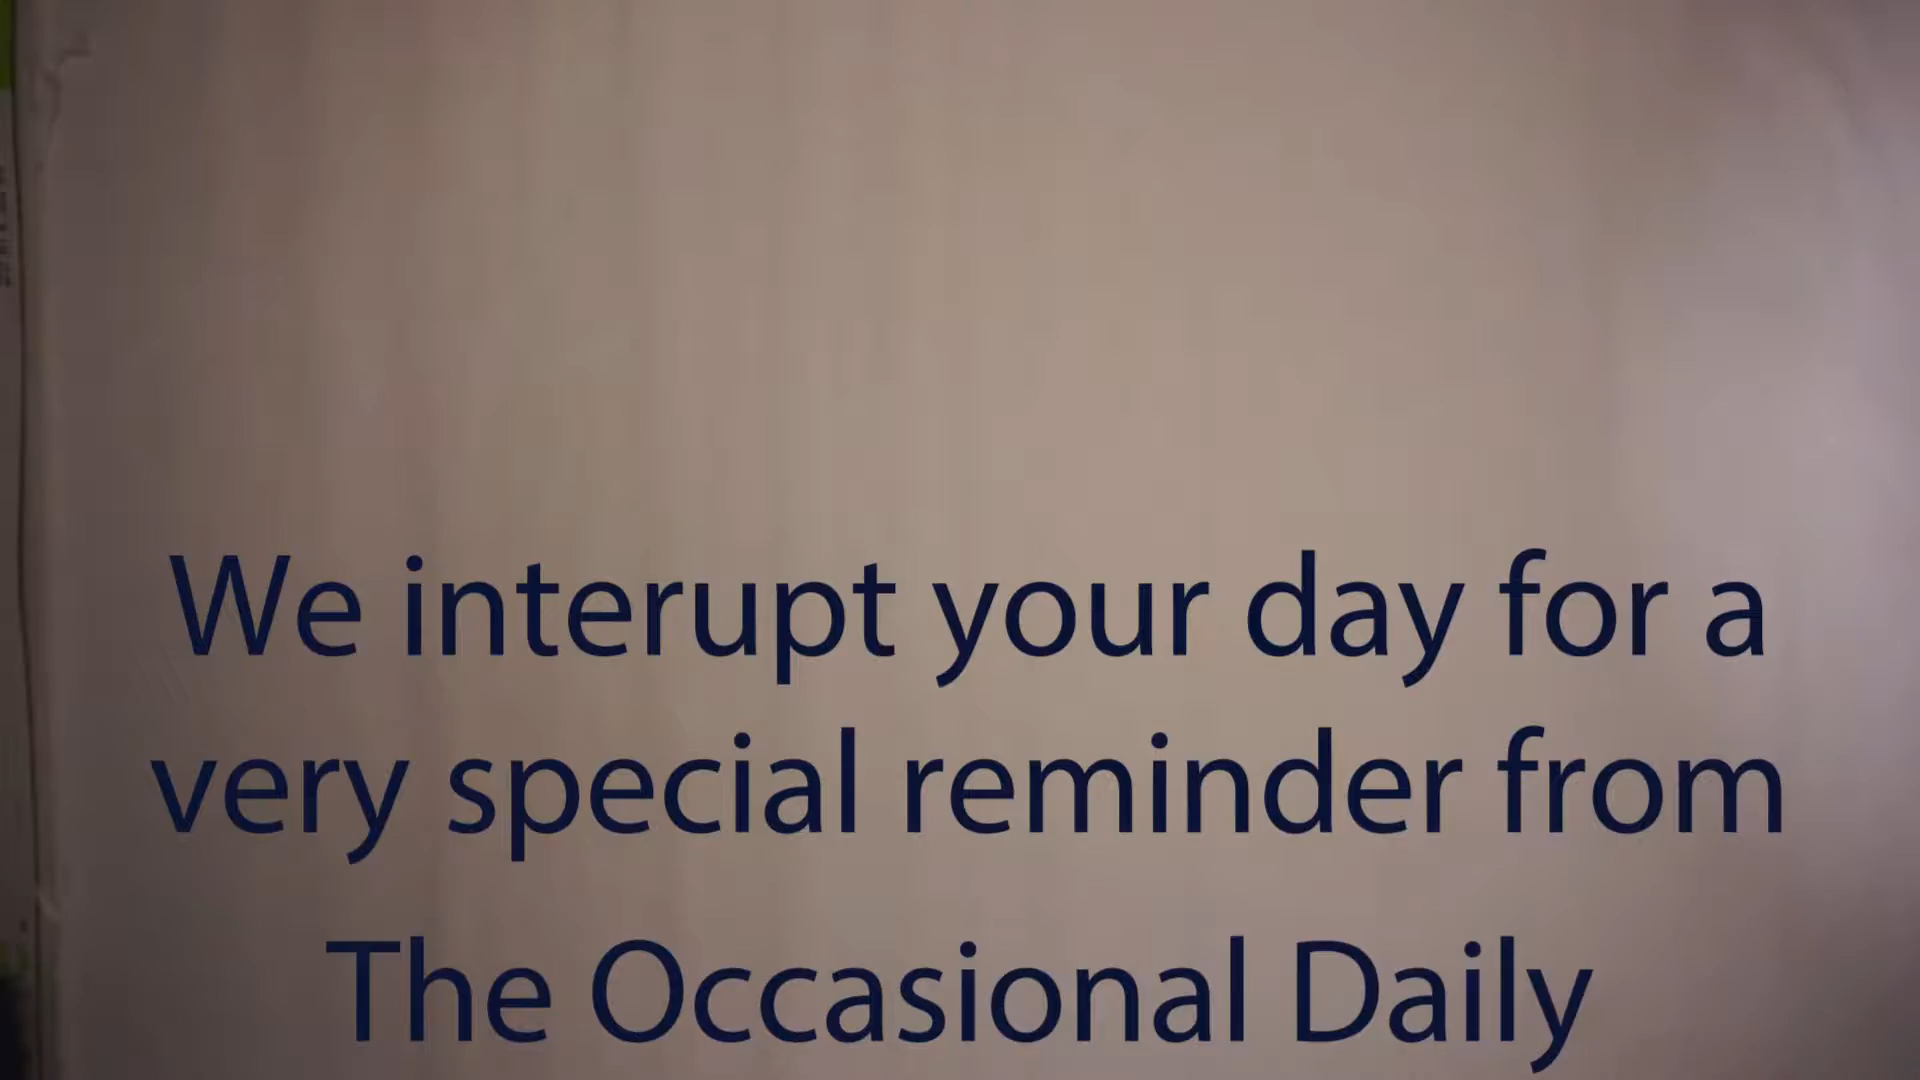 We interupt your day for a
very special reminder from
The Occasional Daily